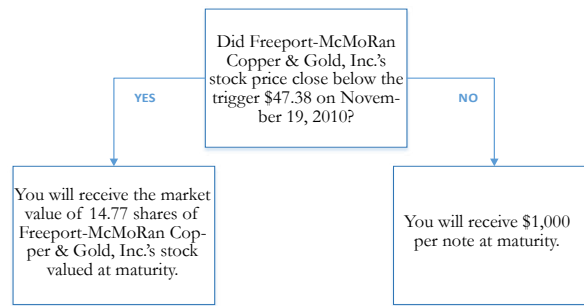 Did Freeport-McMoRan
Copper & Gold, Inc.'s
stock price close below the
trigger $47.38 on Novem-
ber 19, 2010?
YES
NO
You will receive the market
value of 14.77 shares of
Freeport-McMoRan Cop-
per & Gold, Inc.'s stock
valued at maturity.
You will receive $1,000
per note at maturity.